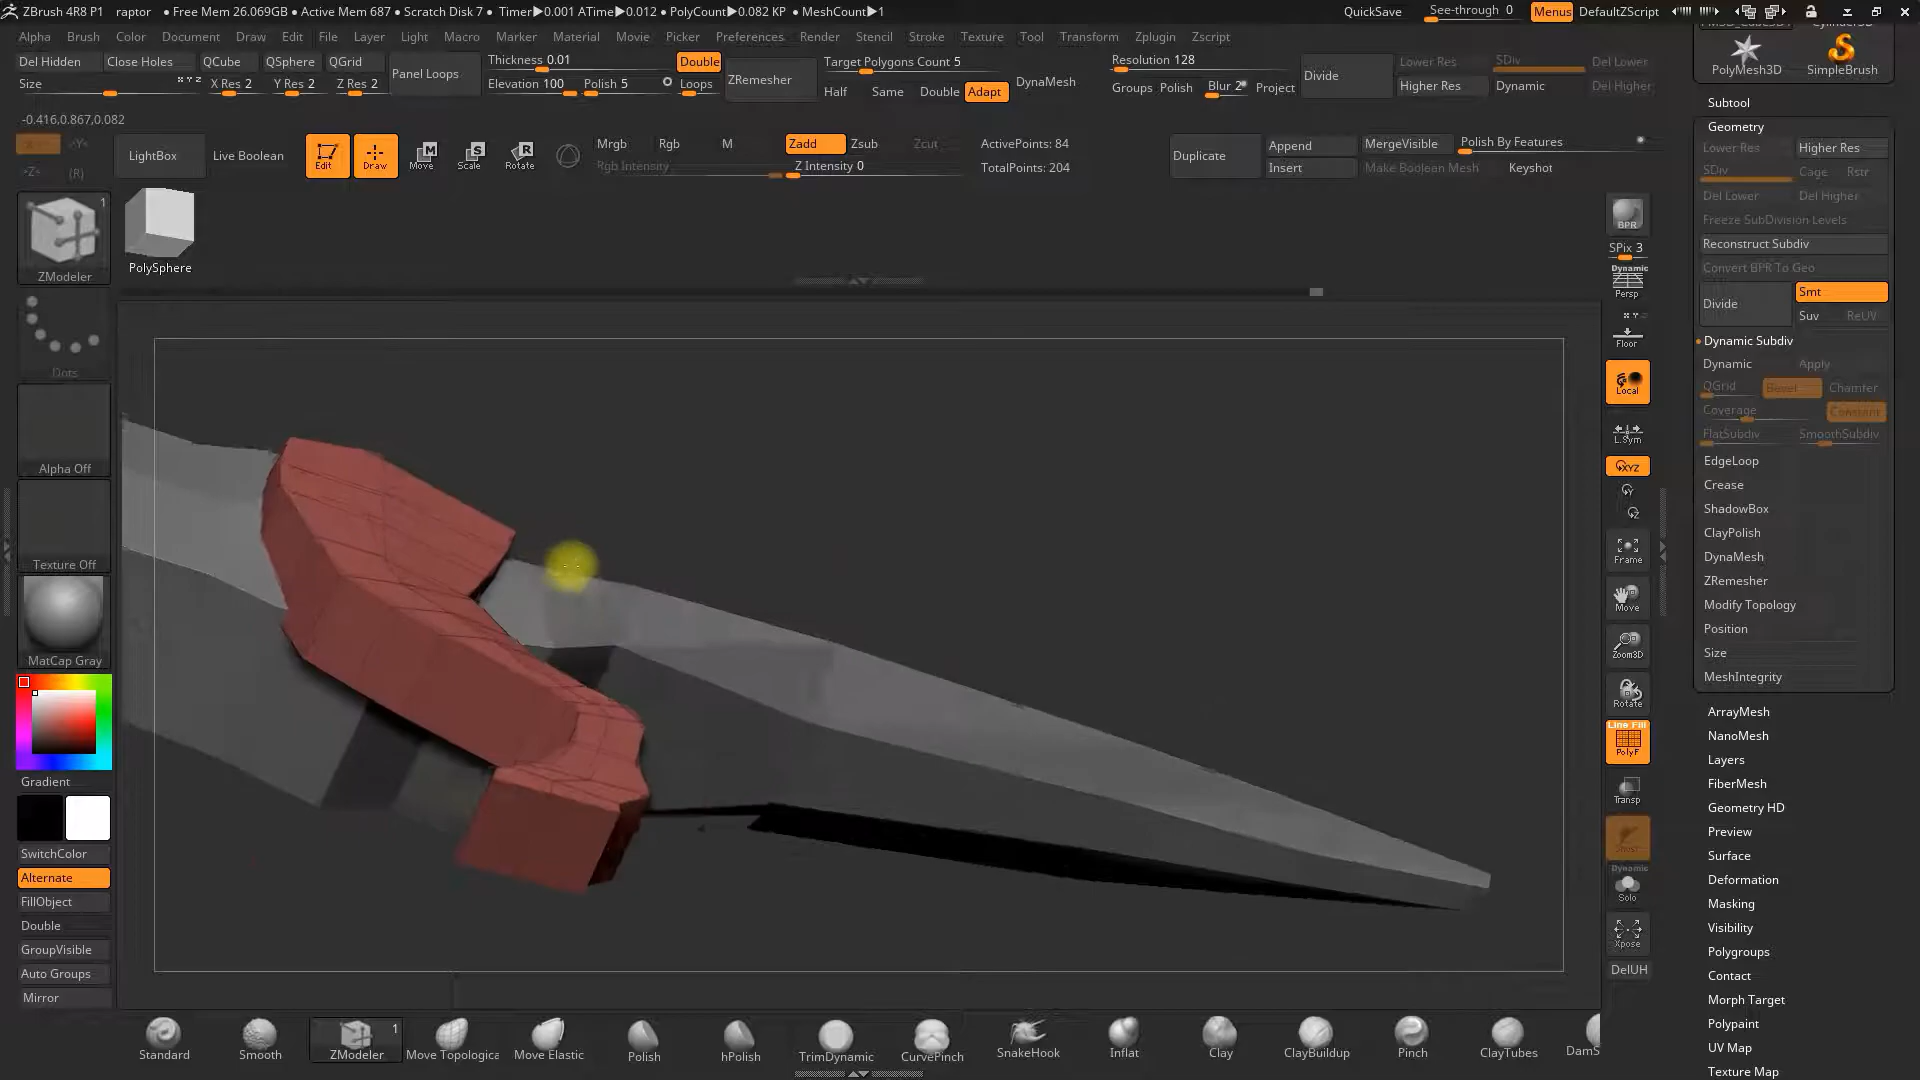 ZBrush 4R8 P1 raptor • Free Mem 26.069GB • Active Mem 687 • Scratch Disk 7 • Timer▶0.001 ATime▶0.012 • PolyCount▶0.082 KP • MeshCount▶1 QuickSave See-through 0 Menus DefaultZScript
Alpha Brush Color Document Draw Edit File Layer Light Macro Marker Material Movie Picker Preferences Render Stencil Stroke Texture Tool Transform Zplugin Zscript
Del Hidden Close Holes QCube QSphere QGrid Panel Loops Thickness 0.01 Double ZRemesher Target Polygons Count 5 DynaMesh Resolution 128 Divide Lower Res SDiv Del Lower
Size X Res 2 Y Res 2 Z Res 2 Elevation 100 Polish 5 Loops Half Same Double Adapt Groups Polish Blur 2 Project Higher Res Dynamic Del Higher
-0.416,0.867,0.082
>Y<
>Z< (R)
LightBox Live Boolean Edit Draw Move Scale Rotate Mrgb Rgb M Zadd Zsub Zcut ActivePoints: 84 Duplicate Append MergeVisible Polish By Features
Rgb Intensity Z Intensity 0 TotalPoints: 204 Insert Make Boolean Mesh Keyshot
1
ZModeler
PolySphere
Dots
Alpha Off
Texture Off
MatCap Gray
Gradient
SwitchColor
Alternate
FillObject
Double
GroupVisible
Auto Groups
Mirror
BPR
SPix 3
Dynamic
Persp
Floor
Local
L.Sym
XYZ
Frame
Move
Zoom3D
Rotate
Line Fill
PolyF
Transp
Dynamic
Solo
Xpose
DelUH
PolyMesh3D SimpleBrush
Subtool
Geometry
Lower Res Higher Res
SDiv Cage Rstr
Del Lower Del Higher
Freeze SubDivision Levels
Reconstruct Subdiv
Convert BPR To Geo
Divide Smt
Suv ReUV
Dynamic Subdiv
Dynamic Apply
QGrid Bevel Chamfer
Coverage Constant
FlatSubdiv SmoothSubdiv
EdgeLoop
Crease
ShadowBox
ClayPolish
DynaMesh
ZRemesher
Modify Topology
Position
Size
MeshIntegrity
ArrayMesh
NanoMesh
Layers
FiberMesh
Geometry HD
Preview
Surface
Deformation
Masking
Visibility
Polygroups
Contact
Morph Target
Polypaint
UV Map
Texture Map
Standard Smooth ZModeler 1 Move Topologica Move Elastic Polish hPolish TrimDynamic CurvePinch SnakeHook Inflat Clay ClayBuildup Pinch ClayTubes DamS